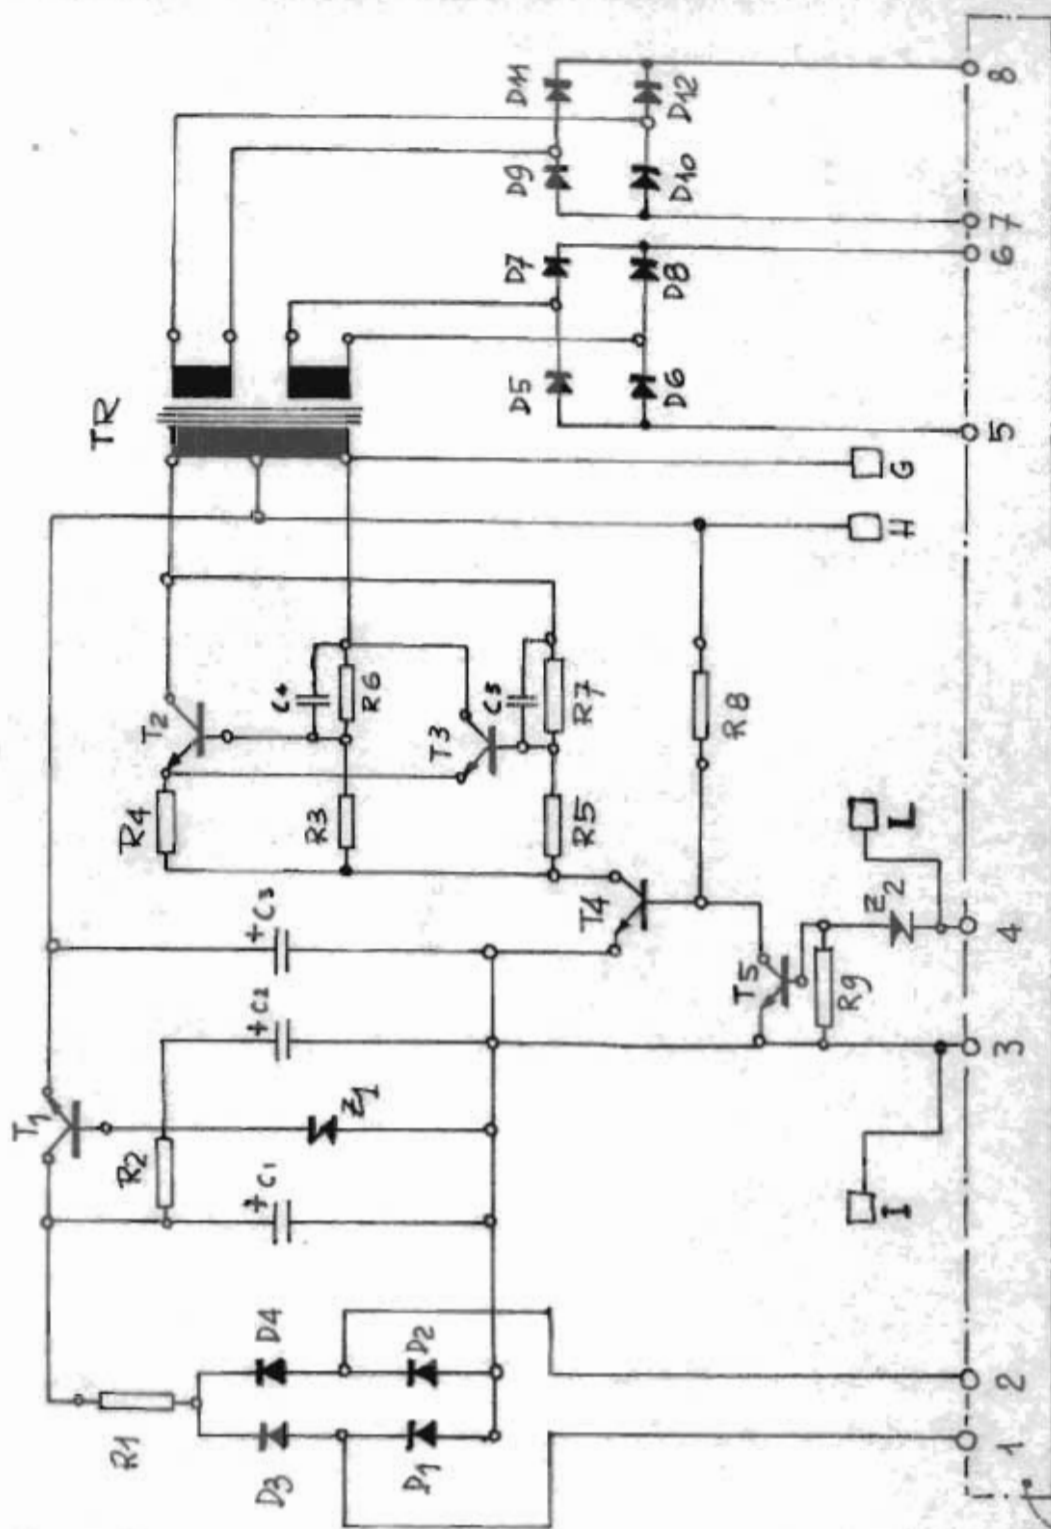 R1
D3
D4
D1
D2
T1
R2
+C1
Z1
+C2
+C3
R4
T2
R3
C4
R6
T3
R5
C5
R7
T4
R8
T5
R9
Z2
TR
D5
D7
D6
D8
D9
D11
D10
D12
I
L
H
G
1
2
3
4
5
6
7
8